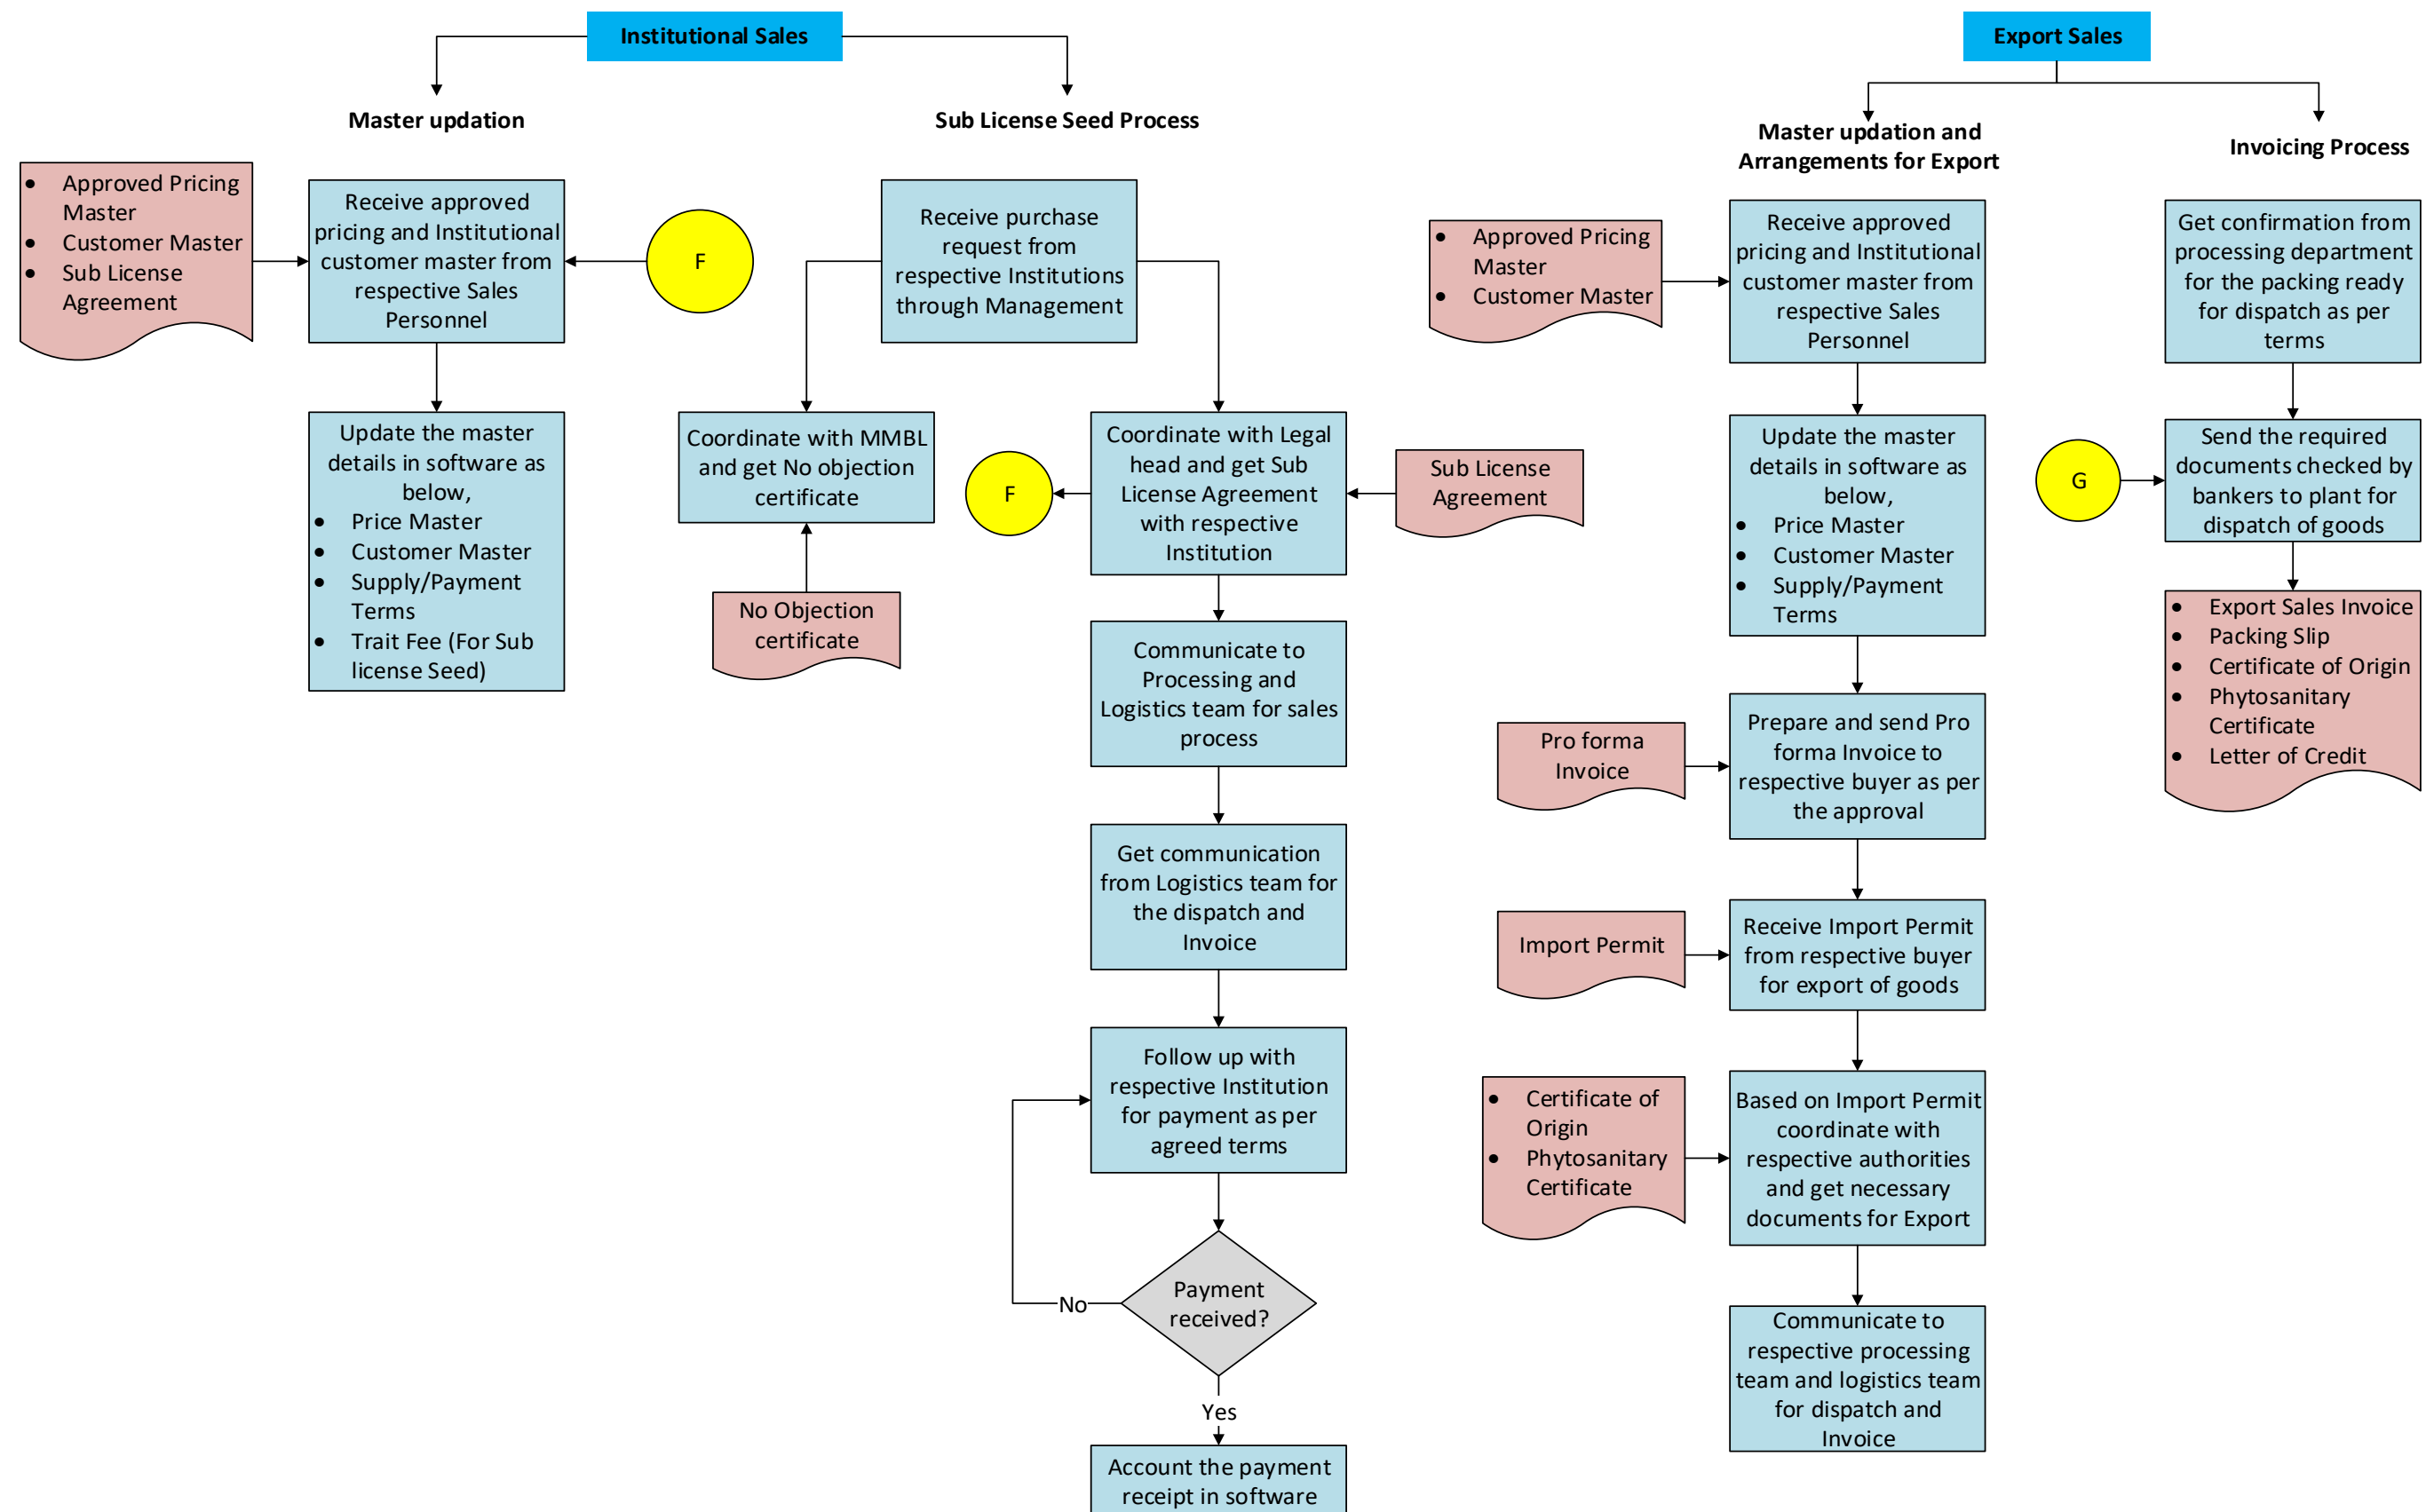 Institutional Sales
Master updation
Sub License Seed Process
• Approved Pricing
Master
• Customer Master
• Sub License
Agreement
Receive approved
pricing and Institutional
customer master from
respective Sales
Personnel
F
Update the master
details in software as
below,
• Price Master
• Customer Master
• Supply/Payment
Terms
• Trait Fee (For Sub
license Seed)
Receive purchase
request from
respective Institutions
through Management
Coordinate with MMBL
and get No objection
certificate
No Objection
certificate
F
Coordinate with Legal
head and get Sub
License Agreement
with respective
Institution
Sub License
Agreement
Communicate to
Processing and
Logistics team for sales
process
Get communication
from Logistics team for
the dispatch and
Invoice
Follow up with
respective Institution
for payment as per
agreed terms
Payment
received?
No
Yes
Account the payment
receipt in software
Export Sales
Master updation and
Arrangements for Export
Invoicing Process
• Approved Pricing
Master
• Customer Master
Receive approved
pricing and Institutional
customer master from
respective Sales
Personnel
Update the master
details in software as
below,
• Price Master
• Customer Master
• Supply/Payment
Terms
Pro forma
Invoice
Prepare and send Pro
forma Invoice to
respective buyer as per
the approval
Import Permit
Receive Import Permit
from respective buyer
for export of goods
• Certificate of
Origin
• Phytosanitary
Certificate
Based on Import Permit
coordinate with
respective authorities
and get necessary
documents for Export
Communicate to
respective processing
team and logistics team
for dispatch and
Invoice
Get confirmation from
processing department
for the packing ready
for dispatch as per
terms
G
Send the required
documents checked by
bankers to plant for
dispatch of goods
• Export Sales Invoice
• Packing Slip
• Certificate of Origin
• Phytosanitary
Certificate
• Letter of Credit